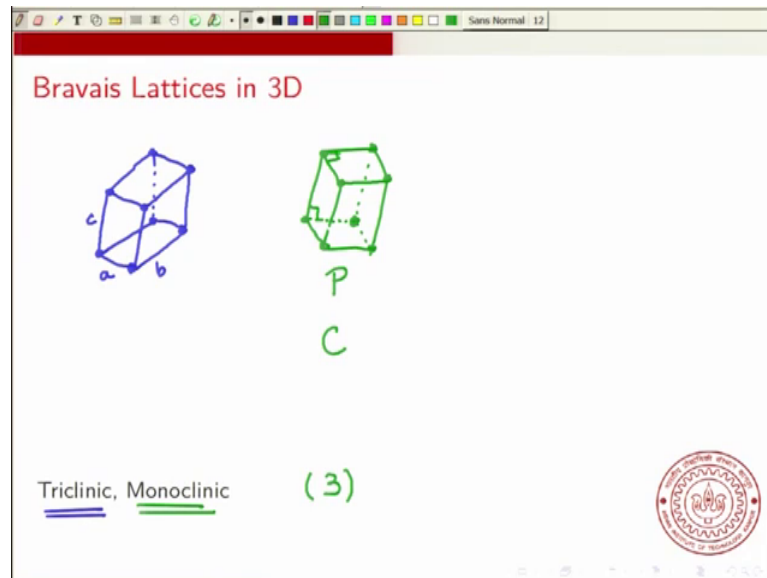 T Sans Normal 12
Bravais Lattices in 3D
c
a b
P
C
Triclinic, Monoclinic (3)